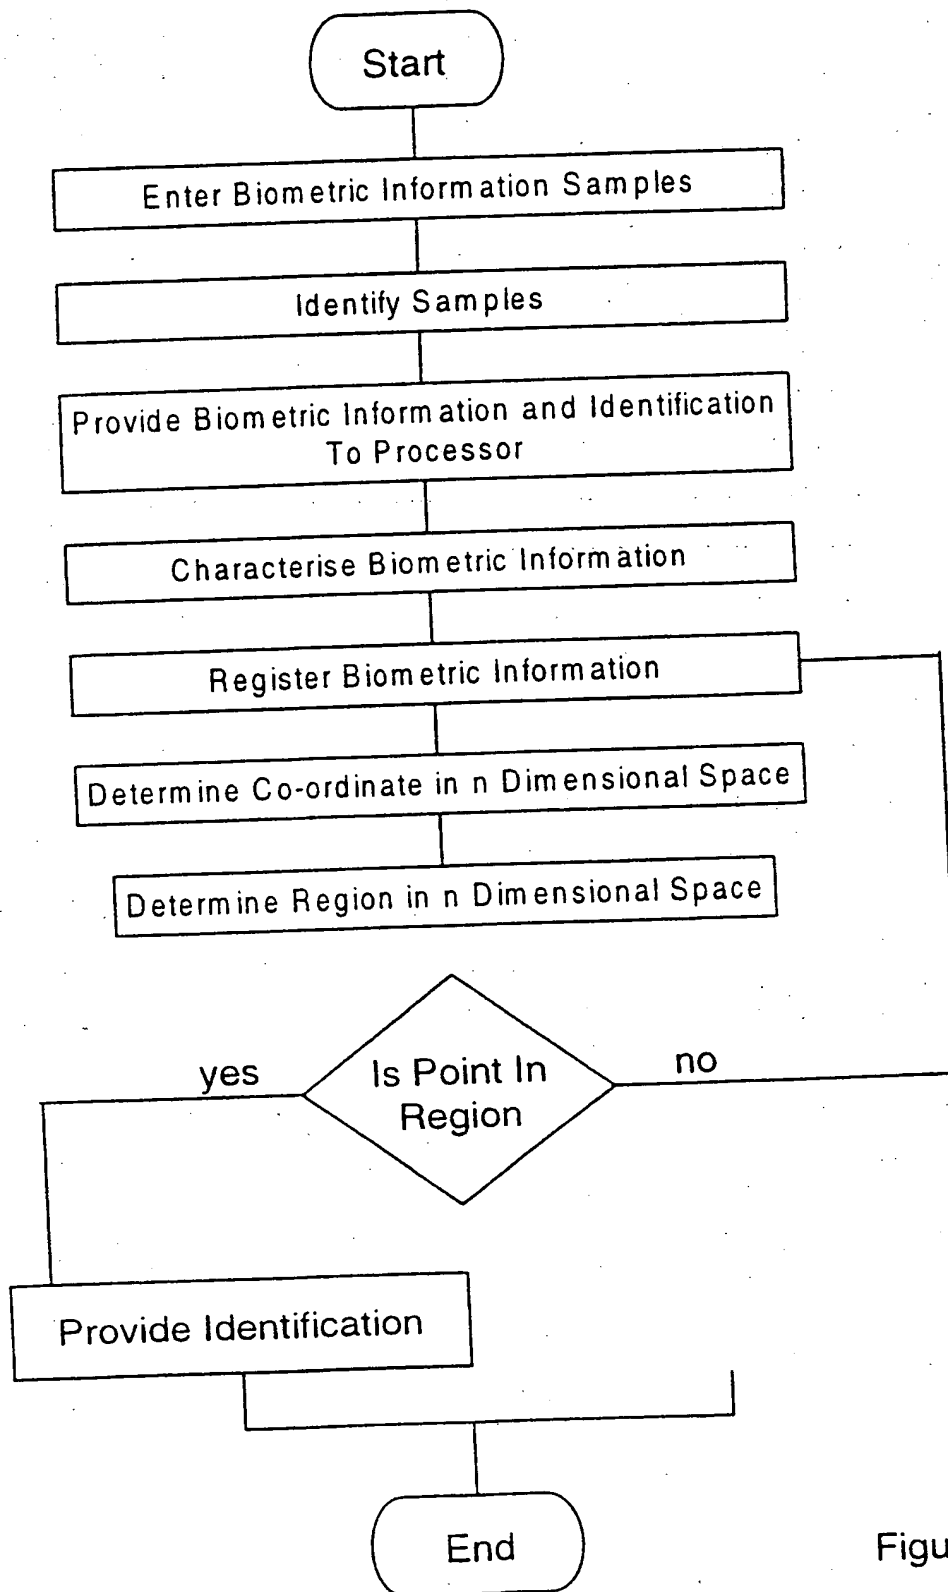 Start
Enter Biometric Information Samples
Identify Samples
Provide Biometric Information and Identification
To Processor
Characterise Biometric Information
Register Biometric Information
Determine Co-ordinate in n Dimensional Space
Determine Region in n Dimensional Space
yes
Is Point In
no
Region
Provide Identification
End
Figu